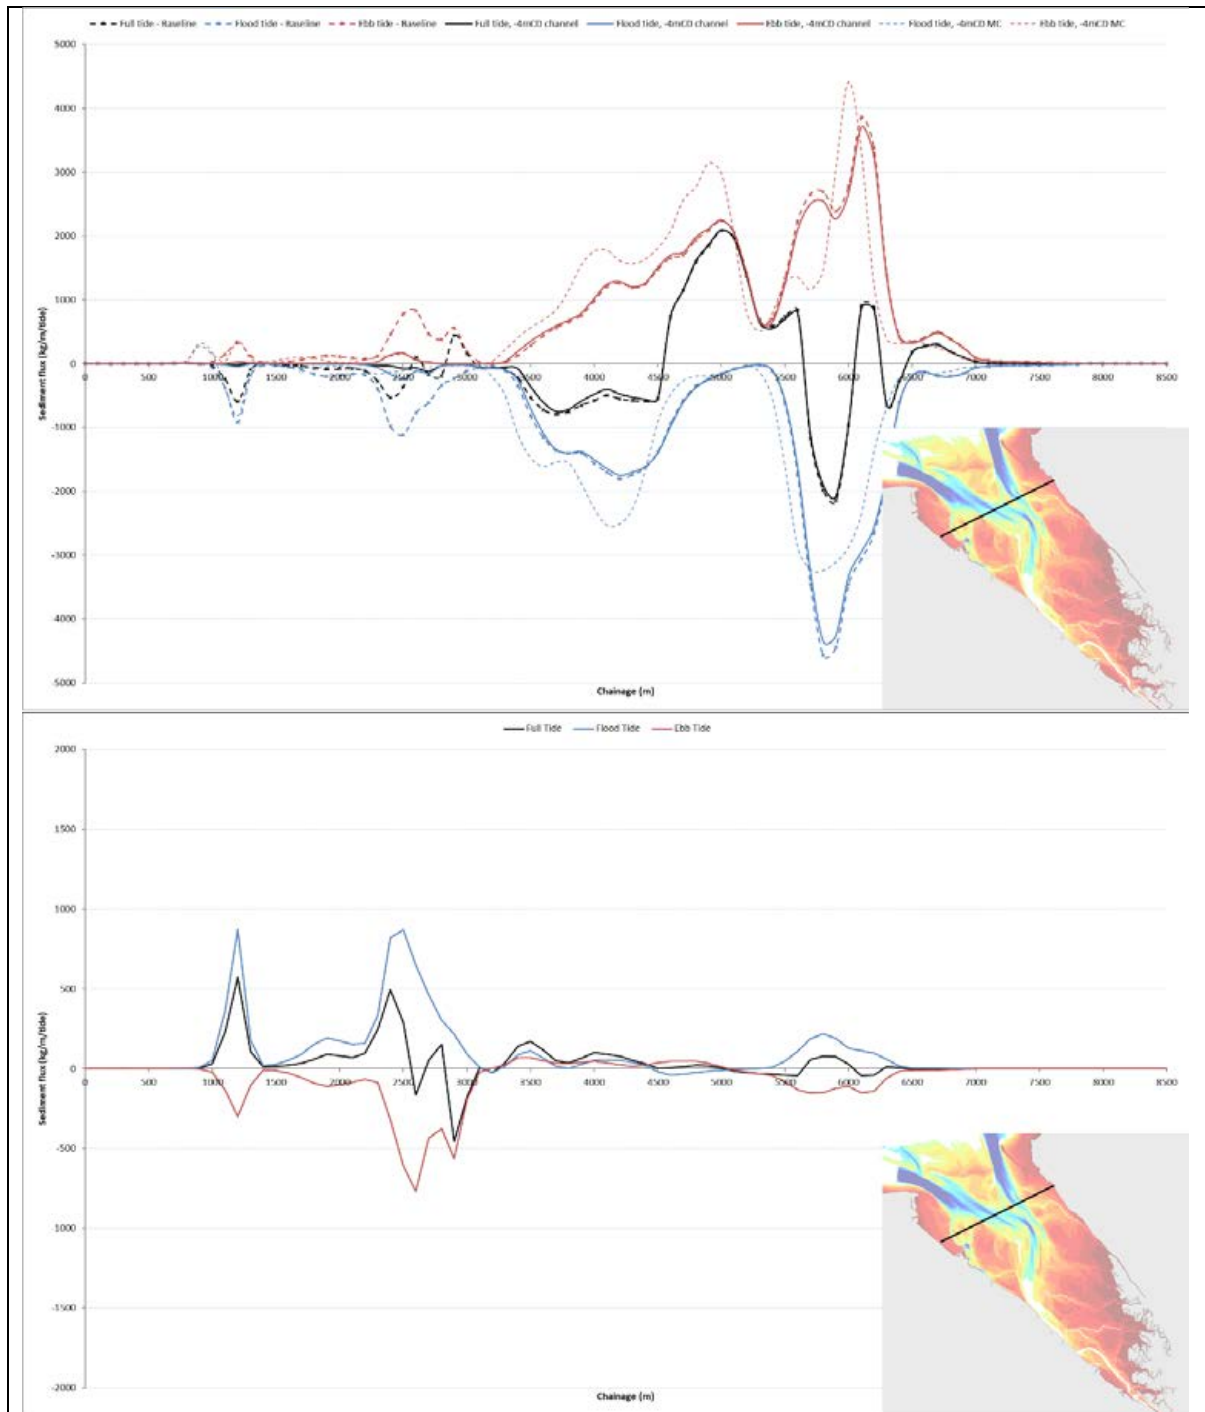 Full tide - Baseline Flood tide - Baseline Ebb tide - Baseline Full tide, -4mCD channel Flood tide, -4mCD channel Ebb tide, -4mCD channel Flood tide, -4mCD MC Ebb tide, -4mCD MC
5000
4000
3000
2000
1000
0
-1000
-2000
-3000
-4000
-5000
Sediment flux (kg/m/tide)
0 500 1000 1500 2000 2500 3000 3500 4000 4500 5000 5500 6000 6500 7000 7500 8000 8500
Chainage (m)
Full Tide Flood Tide Ebb Tide
2000
1500
1000
500
0
-500
-1000
-1500
-2000
Sediment flux (kg/m/tide)
0 500 1000 1500 2000 2500 3000 3500 4000 4500 5000 5500 6000 6500 7000 7500 8000 8500
Chainage (m)